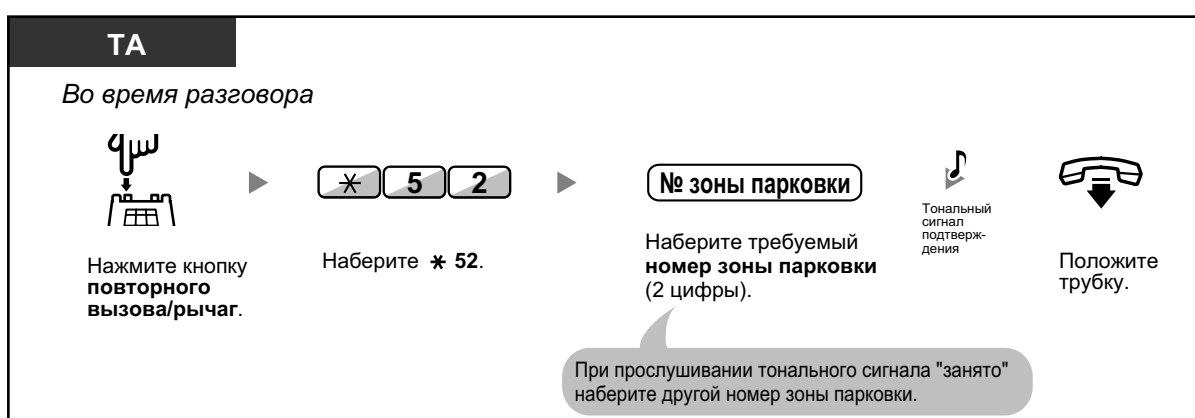 ТА
Во время разговора
✱ 5 2
№ зоны парковки
Нажмите кнопку
повторного
вызова/рычаг.
Наберите ✱ 52.
Наберите требуемый
номер зоны парковки
(2 цифры).
Тональный
сигнал
подтверж-
дения
Положите
трубку.
При прослушивании тонального сигнала "занято"
наберите другой номер зоны парковки.